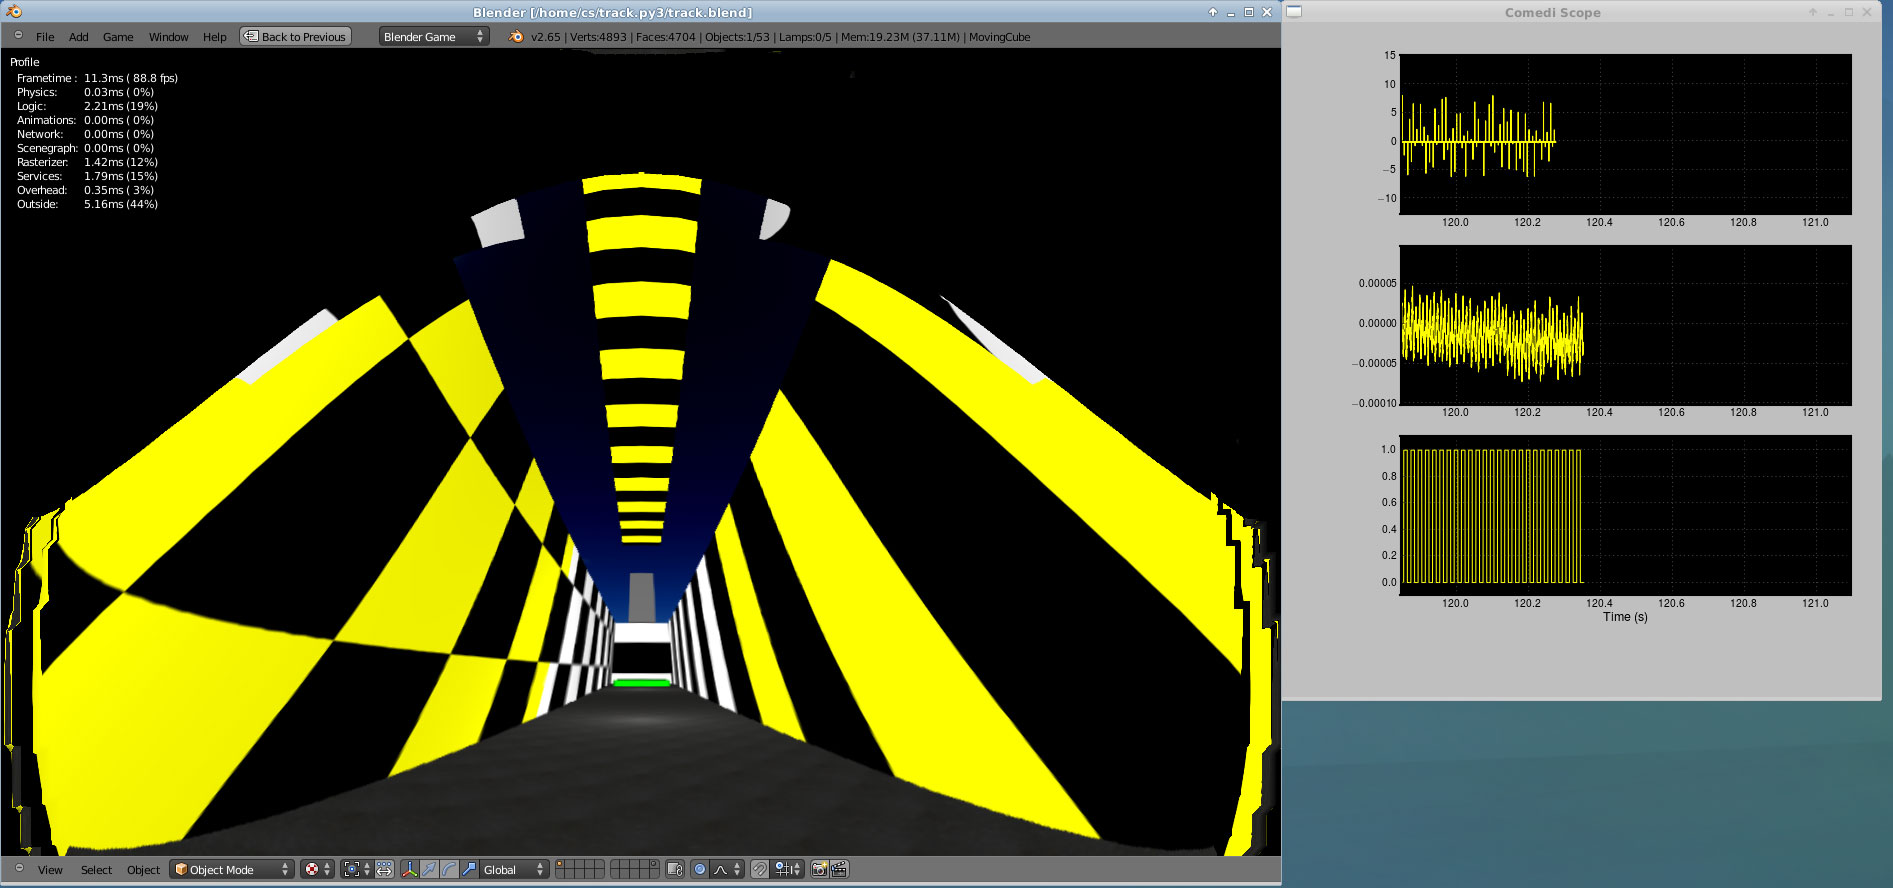 Blender [/home/cs/track.py3/track.blend]
File Add Game Window Help Back to Previous Blender Game v2.65 | Verts:4893 | Faces:4704 | Objects:1/53 | Lamps:0/5 | Mem:19.23M (37.11M) | MovingCube
Profile
Frametime : 11.3ms ( 88.8 fps)
Physics: 0.03ms ( 0%)
Logic: 2.21ms (19%)
Animations: 0.00ms ( 0%)
Network: 0.00ms ( 0%)
Scenegraph: 0.00ms ( 0%)
Rasterizer: 1.42ms (12%)
Services: 1.79ms (15%)
Overhead: 0.35ms ( 3%)
Outside: 5.16ms (44%)
View Select Object Object Mode Global
Comedi Scope
15
10
5
0
−5
−10
120.0 120.2 120.4 120.6 120.8 121.0
0.00005
0.00000
−0.00005
−0.00010
120.0 120.2 120.4 120.6 120.8 121.0
1.0
0.8
0.6
0.4
0.2
0.0
120.0 120.2 120.4 120.6 120.8 121.0
Time (s)